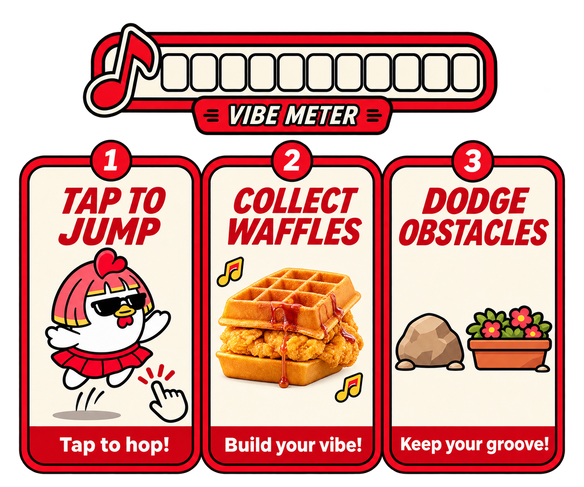 VIBE METER
1
TAP TO
JUMP
Tap to hop!
2
COLLECT
WAFFLES
Build your vibe!
3
DODGE
OBSTACLES
Keep your groove!